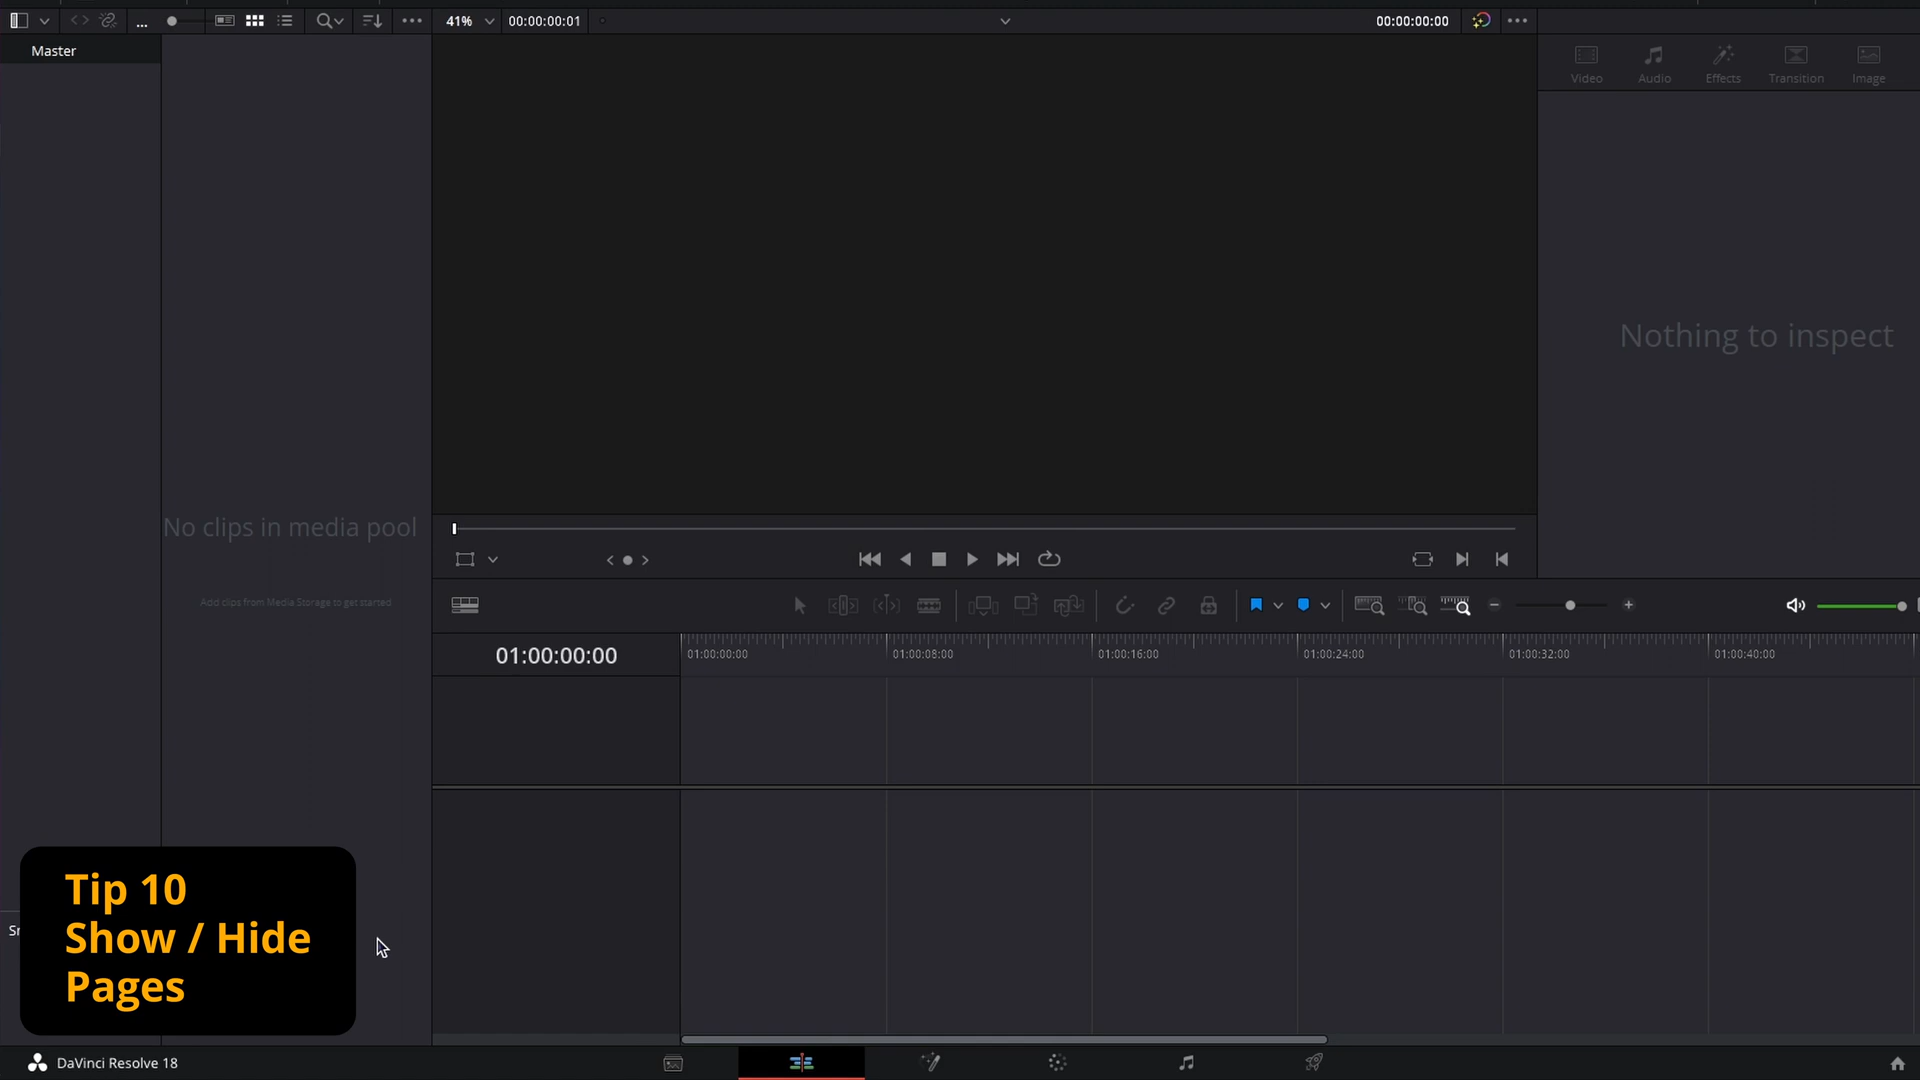 ...
41%
00:00:00:01
00:00:00:00
Master
Video
Audio
Effects
Transition
Image
Nothing to inspect
No clips in media pool
Add clips from Media Storage to get started
01:00:00:00
01:00:00:00
01:00:08:00
01:00:16:00
01:00:24:00
01:00:32:00
01:00:40:00
Tip 10
Show / Hide
Pages
DaVinci Resolve 18